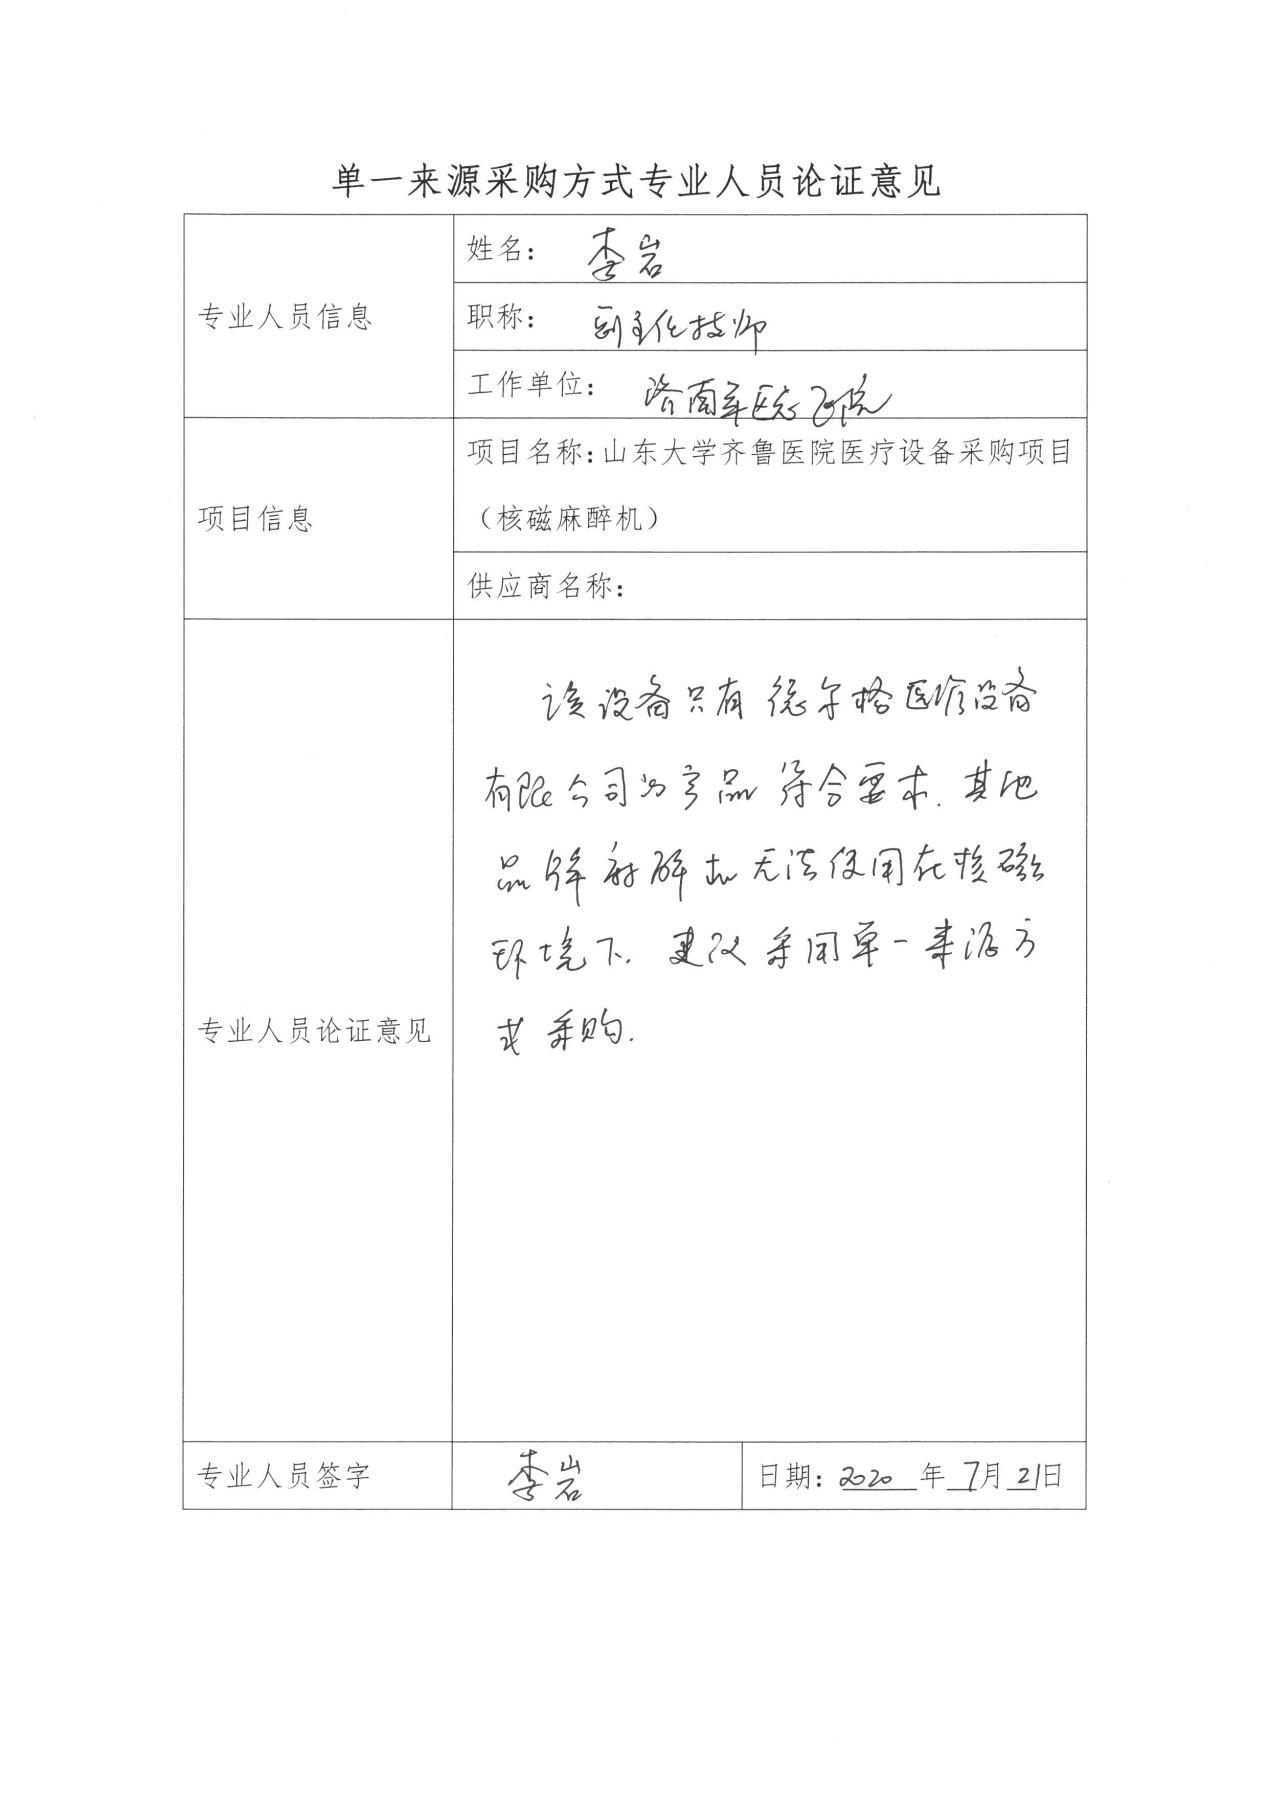 单一来源采购方式专业人员论证意见
专业人员信息
姓名： 李岩
职称： 副主任技师
工作单位： 济南军区总医院
项目信息
项目名称：山东大学齐鲁医院医疗设备采购项目
（核磁麻醉机）
供应商名称：
专业人员论证意见
该设备只有德尔格医疗设备
有限公司的产品符合要求.其他
品牌麻醉机无法使用在核磁
环境下.建议采用单一来源方
式采购.
专业人员签字
李岩
日期：2020年7月21日